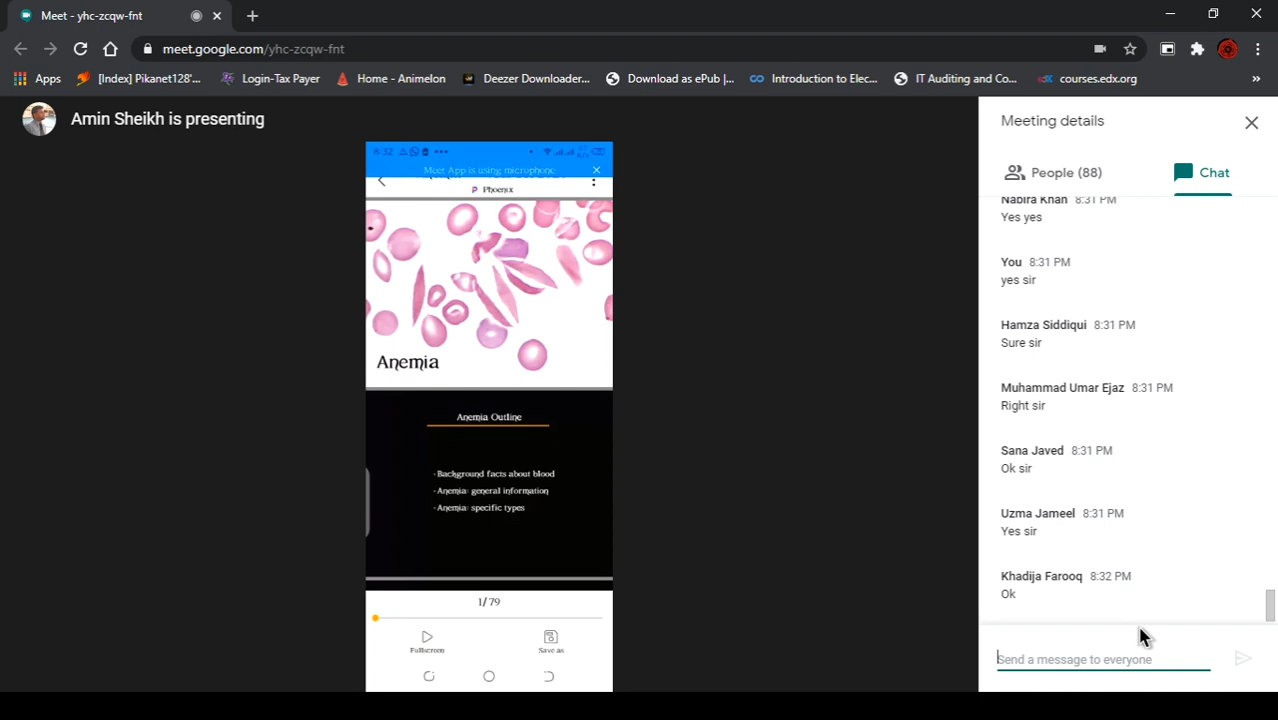 Meet - yhc-zcqw-fnt
meet.google.com/yhc-zcqw-fnt
Apps
[Index] Pikanet128'...
Login-Tax Payer
Home - Animelon
Deezer Downloader...
Download as ePub |...
Introduction to Elec...
IT Auditing and Co...
courses.edx.org
»
Amin Sheikh is presenting
8:32
Meet App is using microphone
Phoenix
Anemia
Anemia Outline
- Background facts about blood
- Anemia: general information
- Anemia: specific types
1/79
Fullscreen
Save as
Meeting details
People (88)
Chat
Nabira Khan 8:31 PM
Yes yes
You 8:31 PM
yes sir
Hamza Siddiqui 8:31 PM
Sure sir
Muhammad Umar Ejaz 8:31 PM
Right sir
Sana Javed 8:31 PM
Ok sir
Uzma Jameel 8:31 PM
Yes sir
Khadija Farooq 8:32 PM
Ok
Send a message to everyone